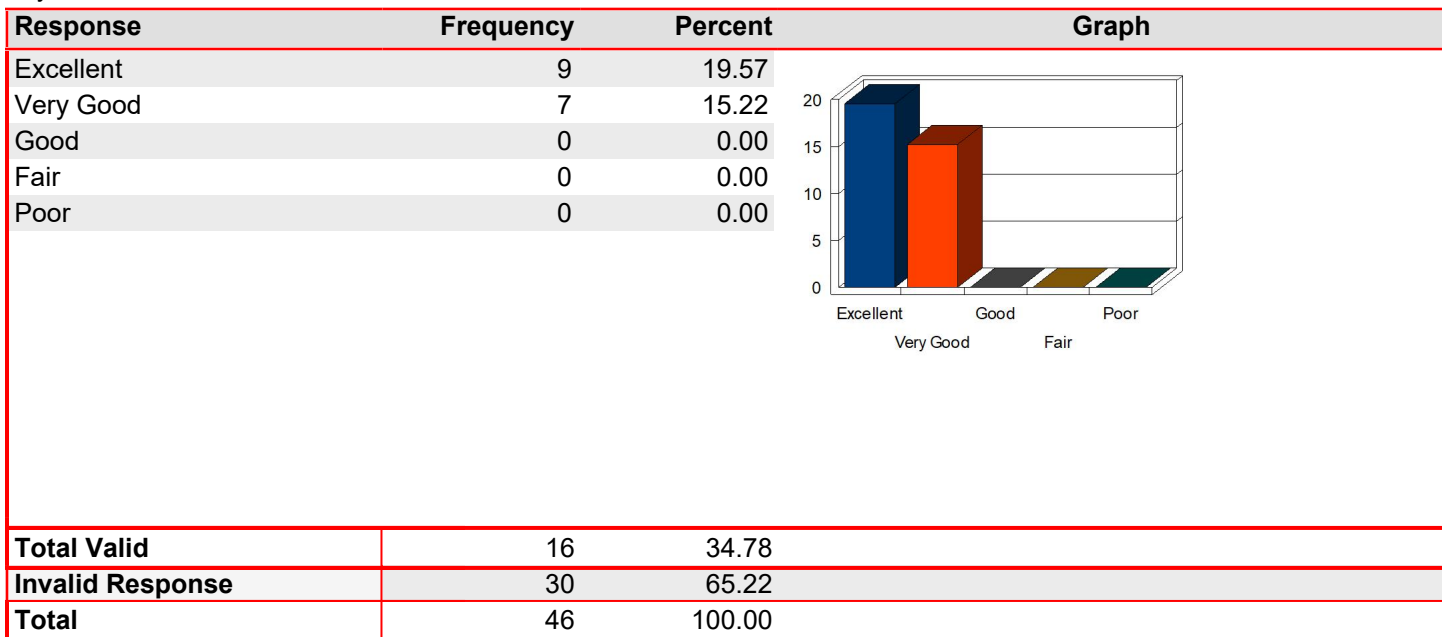 Response Frequency Percent Graph
Excellent 9 19.57
Very Good 7 15.22
Good 0 0.00
Fair 0 0.00
Poor 0 0.00
20
15
10
5
0
Excellent Good Poor
Very Good Fair
Total Valid 16 34.78
Invalid Response 30 65.22
Total 46 100.00